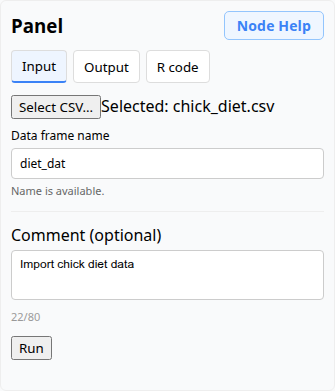 Panel
Node Help
Input Output R code
Select CSV... Selected: chick_diet.csv
Data frame name
diet_dat
Name is available.
Comment (optional)
Import chick diet data
22/80
Run